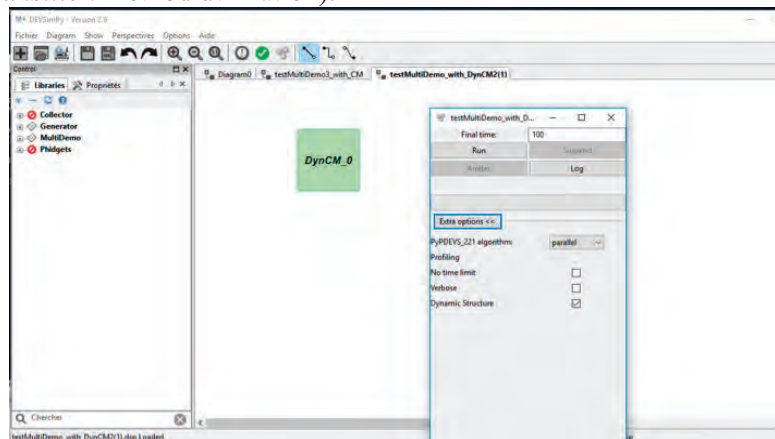 DEVSimPy - Version 2.9
Fichier Diagram Show Perspectives Options Aide
Control
Libraries Propriétés
Diagram0 testMultiDemo3_with_CM testMultiDemo_with_DynCM2(1)
Collector
Generator
MultiDemo
Phidgets
DynCM_0
testMultiDemo_with_D...
Final time: 100
Run Suspend
Log
Extra options <<
PyPDEVS_221 algorithm: parallel
Profiling
No time limit
Verbose
Dynamic Structure
Chercher
testMultiDemo_with_DynCM2(1).dsp Loaded